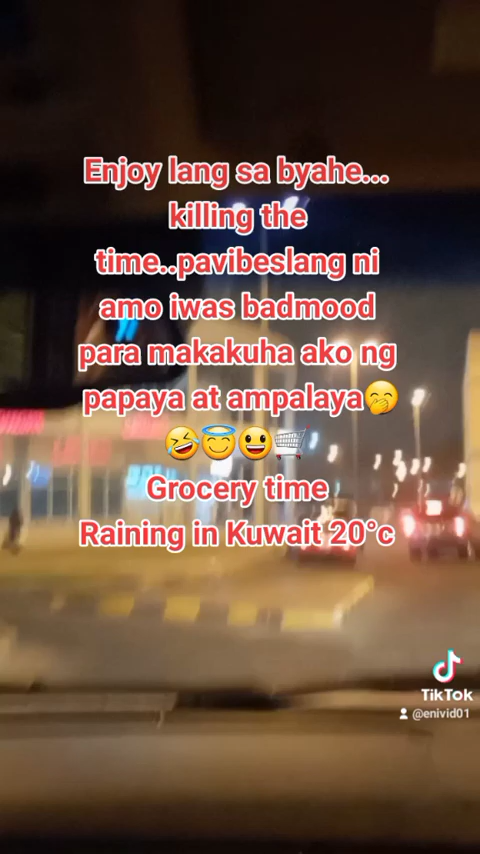 Enjoy lang sa byahe...
killing the
time..pavibeslang ni
amo iwas badmood
para makakuha ako ng
papaya at ampalaya🤭
🤣😇😃🛒
Grocery time
Raining in Kuwait 20°c
TikTok
@enivid01